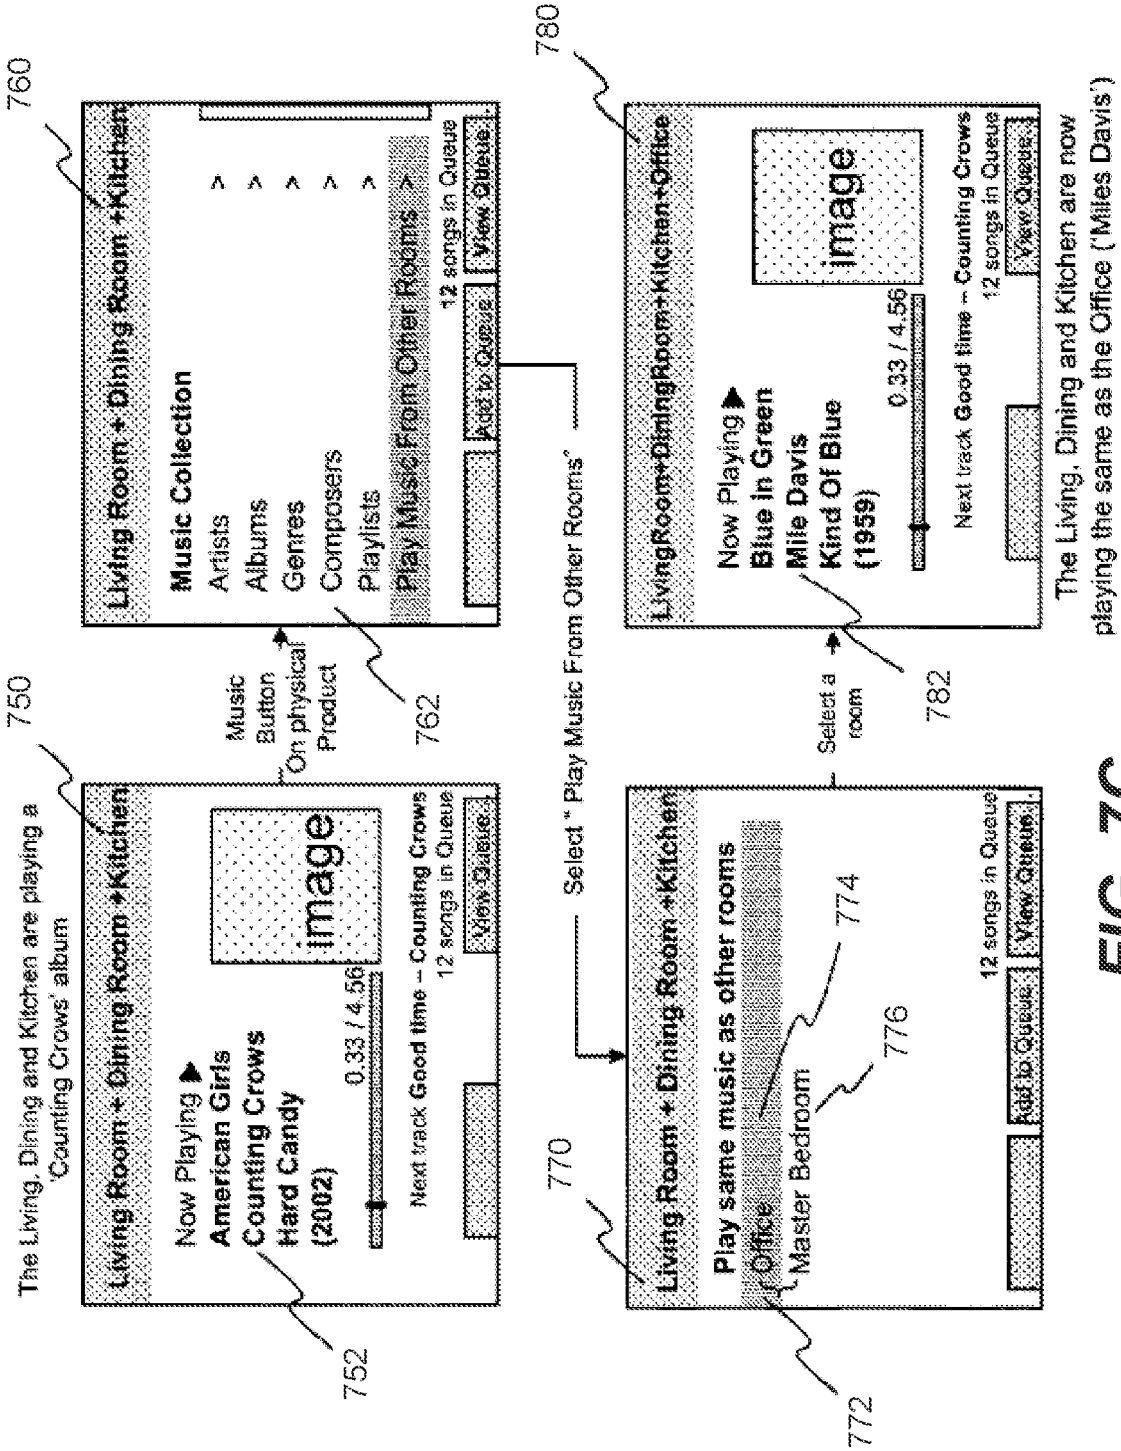 The Living, Dining and Kitchen are playing a
'Counting Crows' album
750
Living Room + Dining Room +Kitchen
Now Playing ▶
American Girls
Counting Crows
Hard Candy
(2002)
image
0.33 / 4.56
Next track Good time – Counting Crows
12 songs in Queue
View Queue..
752
Music
Button
On physical
Product
760
Living Room + Dining Room +Kitchen
Music Collection
Artists >
Albums >
Genres >
Composers >
Playlists >
Play Music From Other Rooms >
12 songs in Queue
Add to Queue
View Queue..
762
Select " Play Music From Other Rooms"
770
Living Room + Dining Room +Kitchen
Play same music as other rooms
Office
Master Bedroom
772
774
776
12 songs in Queue
Add to Queue
View Queue..
Select a
room
780
LivingRoom+DiningRoom+Kitchen+Office
Now Playing ▶
Blue in Green
Mile Davis
Kind Of Blue
(1959)
image
0.33 / 4.56
Next track Good time – Counting Crows
12 songs in Queue
View Queue..
782
The Living, Dining and Kitchen are now
playing the same as the Office ('Miles Davis')
FIG. 7C